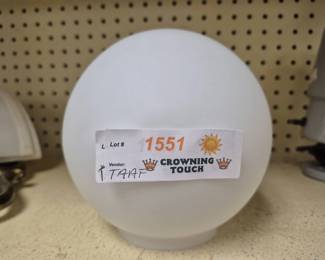 L Lot # 1551
Vendor: TAAF
CROWNING
TOUCH